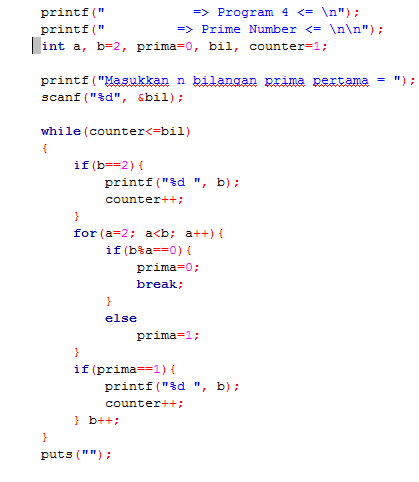 printf("           => Program 4 <= \n");
printf("         => Prime Number <= \n\n");
int a, b=2, prima=0, bil, counter=1;
printf("Masukkan n bilangan prima pertama = ");
scanf("%d", &bil);
while(counter<=bil)
{
    if(b==2){
        printf("%d ", b);
        counter++;
    }
    for(a=2; a<b; a++){
        if(b%a==0){
            prima=0;
            break;
        }
        else
            prima=1;
    }
    if(prima==1){
        printf("%d ", b);
        counter++;
    } b++;
}
puts("");